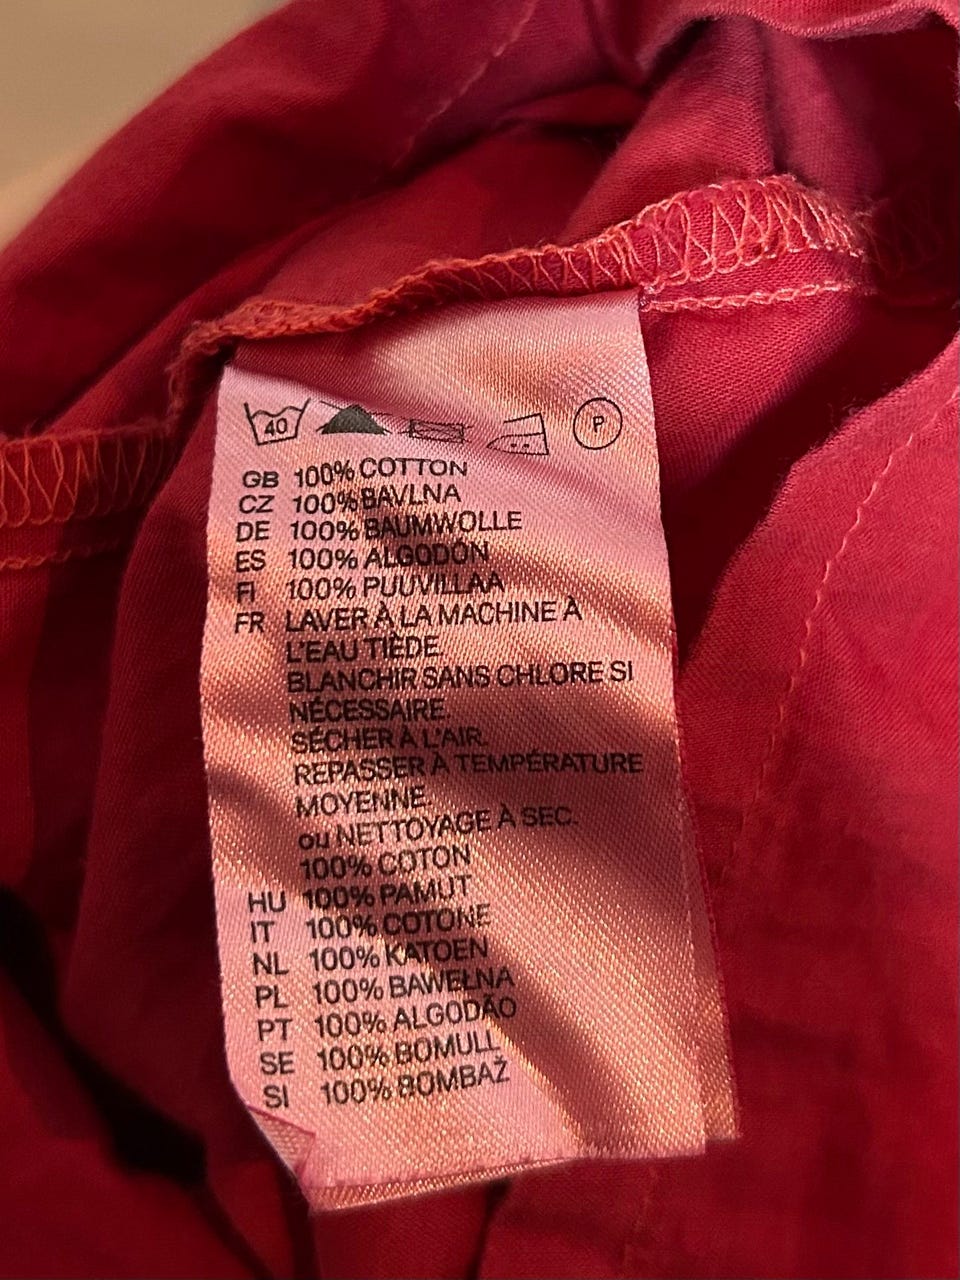 40 P
GB 100% COTTON
CZ 100% BAVLNA
DE 100% BAUMWOLLE
ES 100% ALGODÓN
FI 100% PUUVILLAA
FR LAVER À LA MACHINE À
L'EAU TIÈDE.
BLANCHIR SANS CHLORE SI
NÉCESSAIRE.
SÉCHER À L'AIR.
REPASSER À TEMPÉRATURE
MOYENNE.
ou NETTOYAGE À SEC.
100% COTON
HU 100% PAMUT
IT 100% COTONE
NL 100% KATOEN
PL 100% BAWEŁNA
PT 100% ALGODÃO
SE 100% BOMULL
SI 100% BOMBAŽ